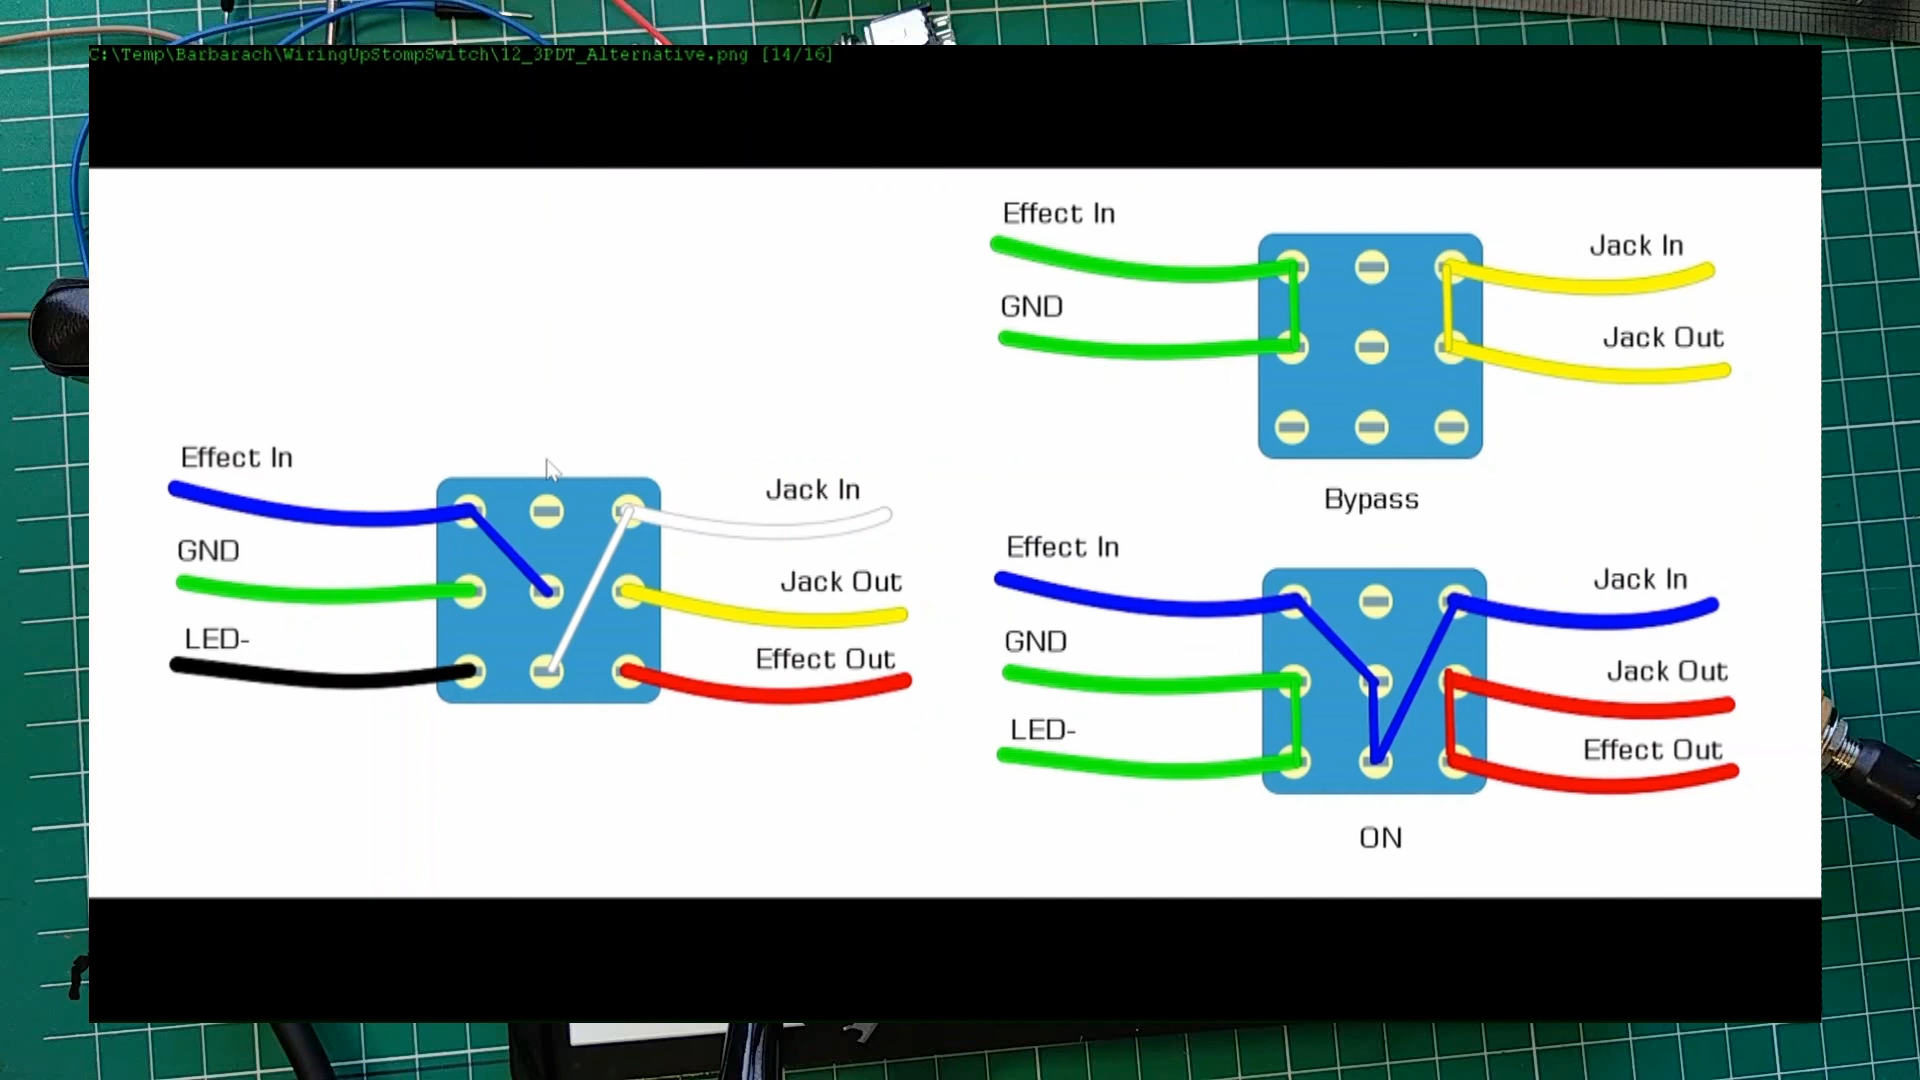 C:\Temp\Barbarach\WiringUpStompSwitch\12_3PDT_Alternative.png [14/16]
Effect In
GND
LED-
Jack In
Jack Out
Effect Out
Effect In
GND
Jack In
Jack Out
Bypass
Effect In
GND
LED-
Jack In
Jack Out
Effect Out
ON